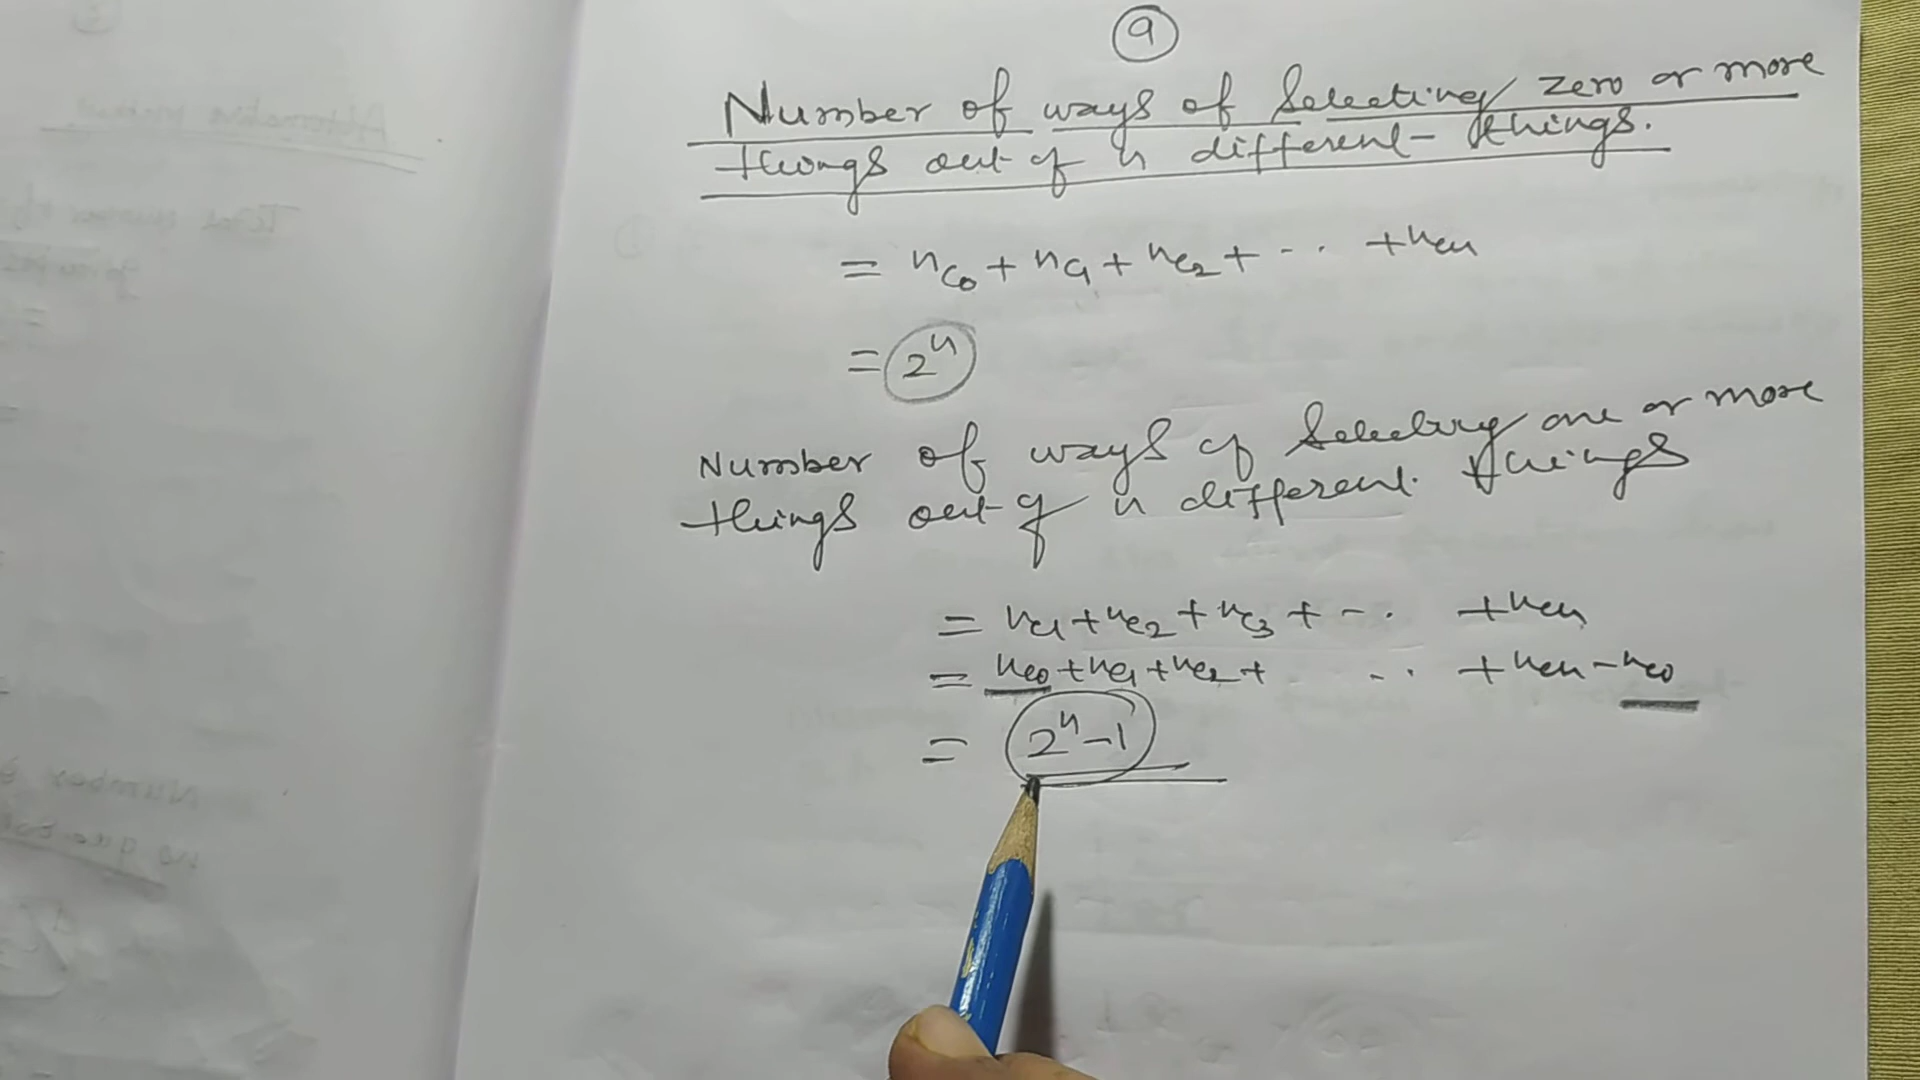 9
Number of ways of selecting zero or more
things out of n different things.
= nC0 + nC1 + nC2 + ... + nCn
= 2^n
Number of ways of selecting one or more
things out of n different things
= nC1 + nC2 + nC3 + ... + nCn
= nC0 + nC1 + nC2 + ... + nCn - nC0
= 2^n - 1